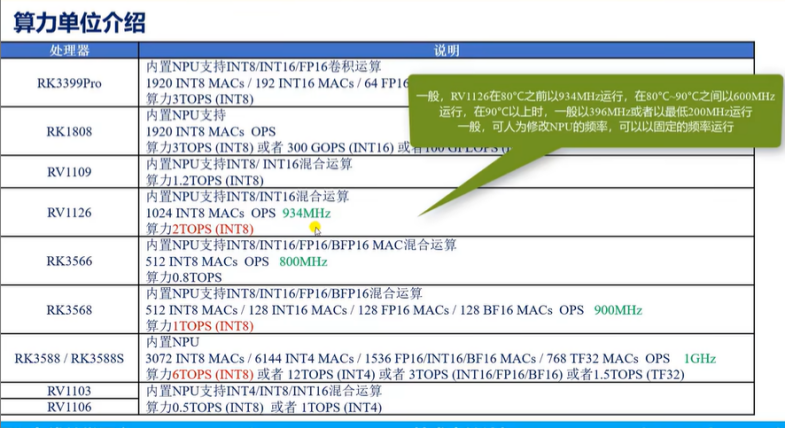 算力单位介绍
处理器 说明
RK3399Pro
内置NPU支持INT8/INT16/FP16卷积运算
1920 INT8 MACs / 192 INT16 MACs / 64 FP16
算力3TOPS (INT8)
一般，RV1126在80°C之前以934MHz运行，在80°C~90°C之间以600MHz
运行，在90°C以上时，一般以396MHz或者以最低200MHz运行
一般，可人为修改NPU的频率，可以以固定的频率运行
RK1808
内置NPU支持
1920 INT8 MACs OPS
算力3TOPS (INT8) 或者 300 GOPS (INT16) 或者100 GFLOPS
RV1109
内置NPU支持INT8/ INT16混合运算
算力1.2TOPS (INT8)
RV1126
内置NPU支持INT8/INT16混合运算
1024 INT8 MACs OPS 934MHz
算力2TOPS (INT8)
RK3566
内置NPU支持INT8/INT16/FP16/BFP16 MAC混合运算
512 INT8 MACs OPS 800MHz
算力0.8TOPS
RK3568
内置NPU支持INT8/INT16/FP16/BFP16混合运算
512 INT8 MACs / 128 INT16 MACs / 128 FP16 MACs / 128 BF16 MACs OPS 900MHz
算力1TOPS (INT8)
RK3588 / RK3588S
内置NPU
3072 INT8 MACs / 6144 INT4 MACs / 1536 FP16/INT16/BF16 MACs / 768 TF32 MACs OPS 1GHz
算力6TOPS (INT8) 或者 12TOPS (INT4) 或者 3TOPS (INT16/FP16/BF16) 或者1.5TOPS (TF32)
RV1103
内置NPU支持INT4/INT8/INT16混合运算
RV1106
算力0.5TOPS (INT8) 或者 1TOPS (INT4)